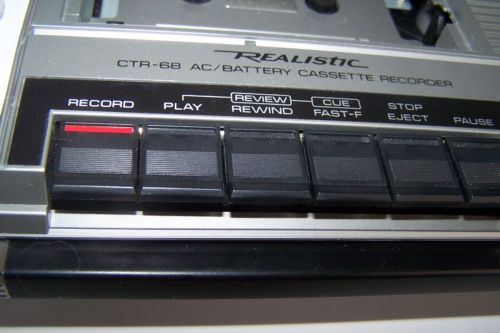 REALISTIC
CTR-68 AC/BATTERY CASSETTE RECORDER
REVIEW CUE STOP
RECORD PLAY REWIND FAST-F EJECT PAUSE